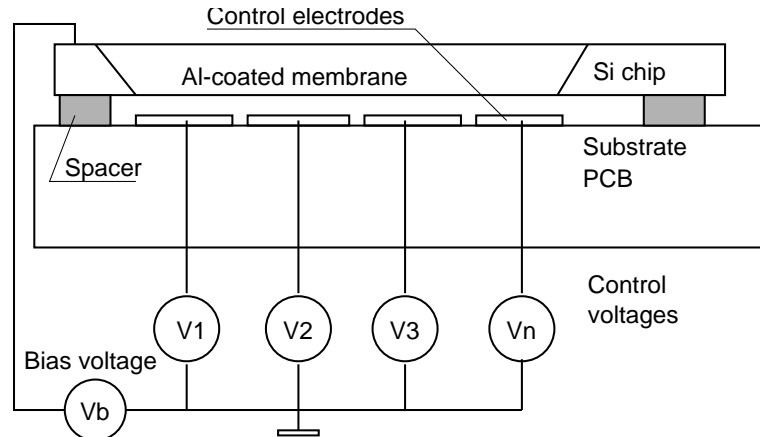 Control electrodes
Al-coated membrane
Si chip
Spacer
Substrate
PCB
Control
voltages
V1
V2
V3
Vn
Bias voltage
Vb